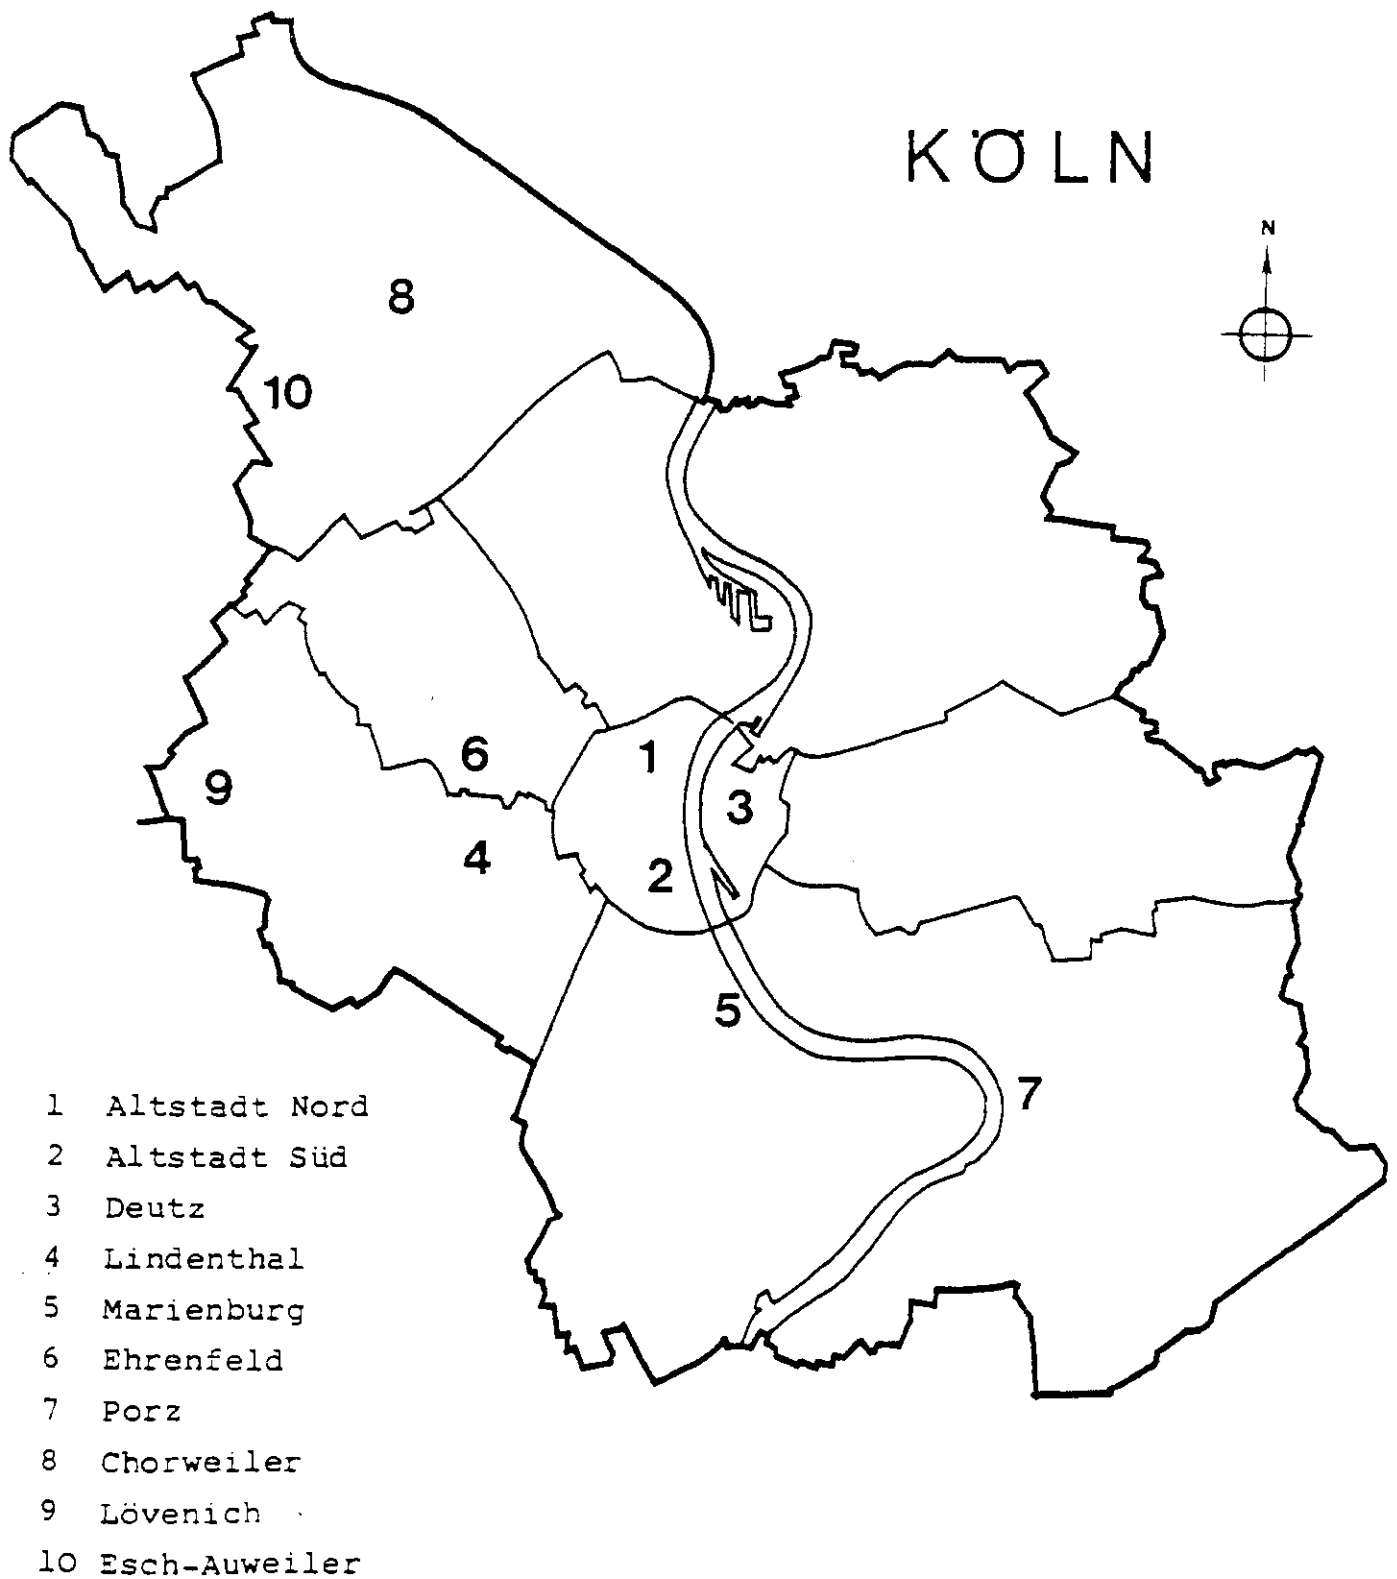 KÖLN
N
8
10
6
1
9
3
4
2
5
7
1 Altstadt Nord
2 Altstadt Süd
3 Deutz
4 Lindenthal
5 Marienburg
6 Ehrenfeld
7 Porz
8 Chorweiler
9 Lövenich
10 Esch-Auweiler